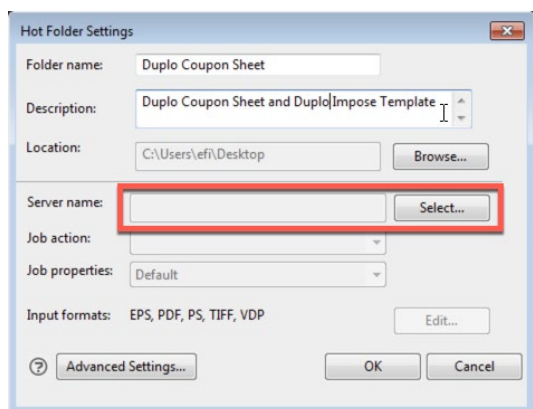 Hot Folder Settings
Folder name: Duplo Coupon Sheet
Description: Duplo Coupon Sheet and Duplo Impose Template
Location: C:\Users\efi\Desktop Browse...
Server name: Select...
Job action:
Job properties: Default
Input formats: EPS, PDF, PS, TIFF, VDP Edit...
? Advanced Settings... OK Cancel